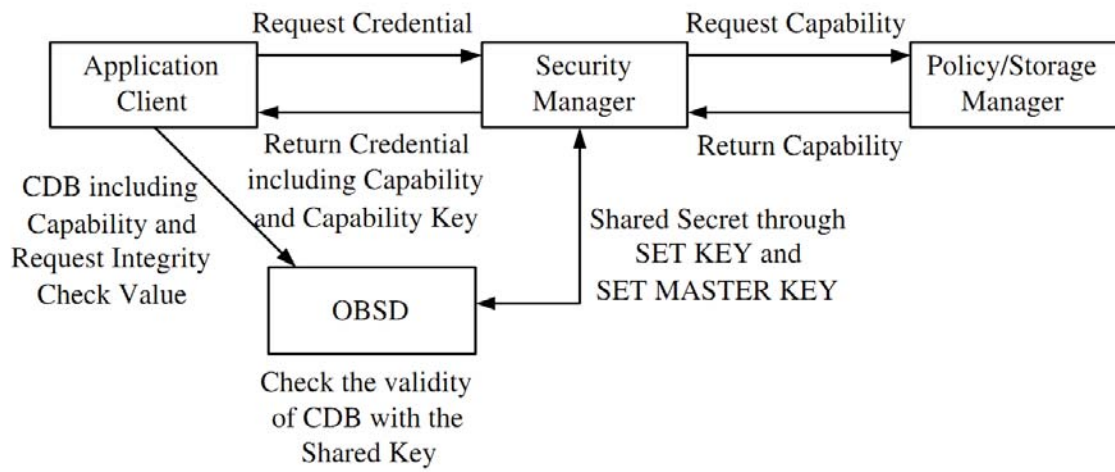 Request Credential
Request Capability
Application
Client
Security
Manager
Policy/Storage
Manager
Return Credential
including Capability
and Capability Key
Return Capability
CDB including
Capability and
Request Integrity
Check Value
Shared Secret through
SET KEY and
SET MASTER KEY
OBSD
Check the validity
of CDB with the
Shared Key